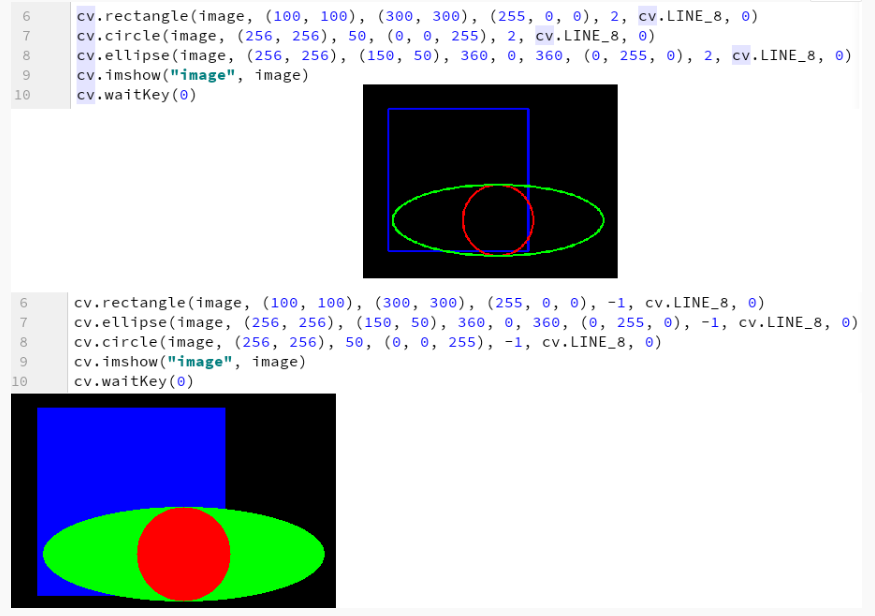 6 cv.rectangle(image, (100, 100), (300, 300), (255, 0, 0), 2, cv.LINE_8, 0)
7 cv.circle(image, (256, 256), 50, (0, 0, 255), 2, cv.LINE_8, 0)
8 cv.ellipse(image, (256, 256), (150, 50), 360, 0, 360, (0, 255, 0), 2, cv.LINE_8, 0)
9 cv.imshow("image", image)
10 cv.waitKey(0)
6 cv.rectangle(image, (100, 100), (300, 300), (255, 0, 0), -1, cv.LINE_8, 0)
7 cv.ellipse(image, (256, 256), (150, 50), 360, 0, 360, (0, 255, 0), -1, cv.LINE_8, 0)
8 cv.circle(image, (256, 256), 50, (0, 0, 255), -1, cv.LINE_8, 0)
9 cv.imshow("image", image)
10 cv.waitKey(0)